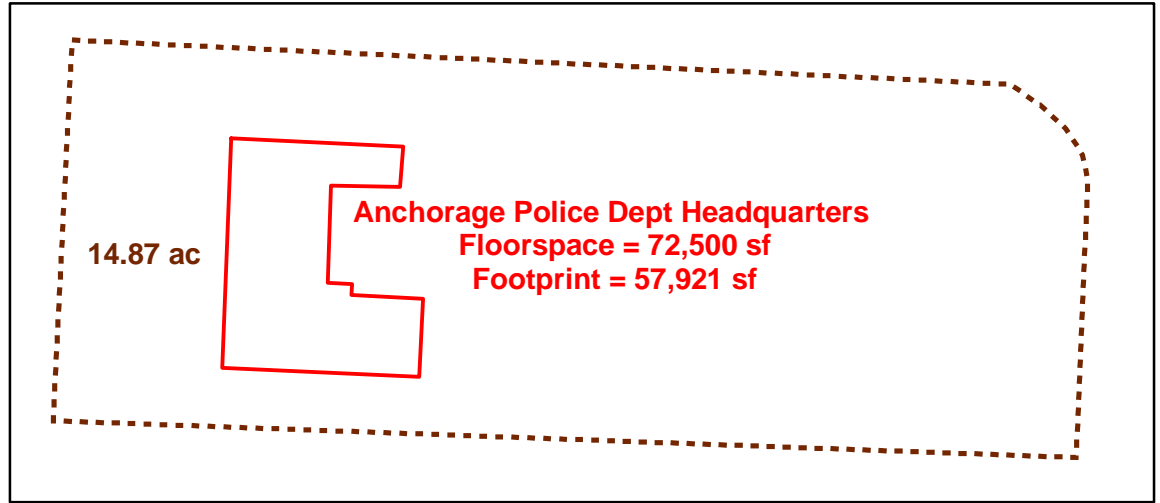 Anchorage Police Dept Headquarters
Floorspace = 72,500 sf
14.87 ac
Footprint = 57,921 sf